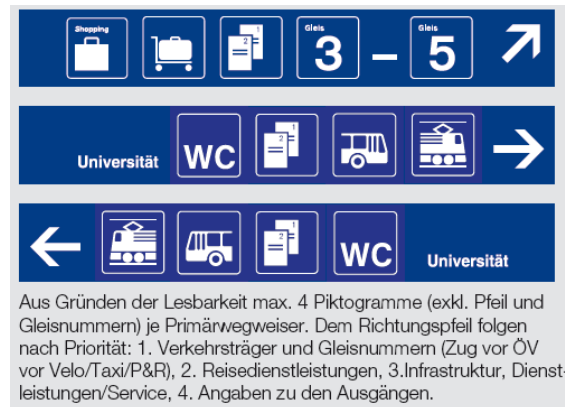 Shopping 2 1 Gleis 3 – Gleis 5
Universität WC 2 1
2 1 WC Universität
Aus Gründen der Lesbarkeit max. 4 Piktogramme (exkl. Pfeil und
Gleisnummern) je Primärwegweiser. Dem Richtungspfeil folgen
nach Priorität: 1. Verkehrsträger und Gleisnummern (Zug vor ÖV
vor Velo/Taxi/P&R), 2. Reisedienstleistungen, 3.Infrastruktur, Dienst-
leistungen/Service, 4. Angaben zu den Ausgängen.